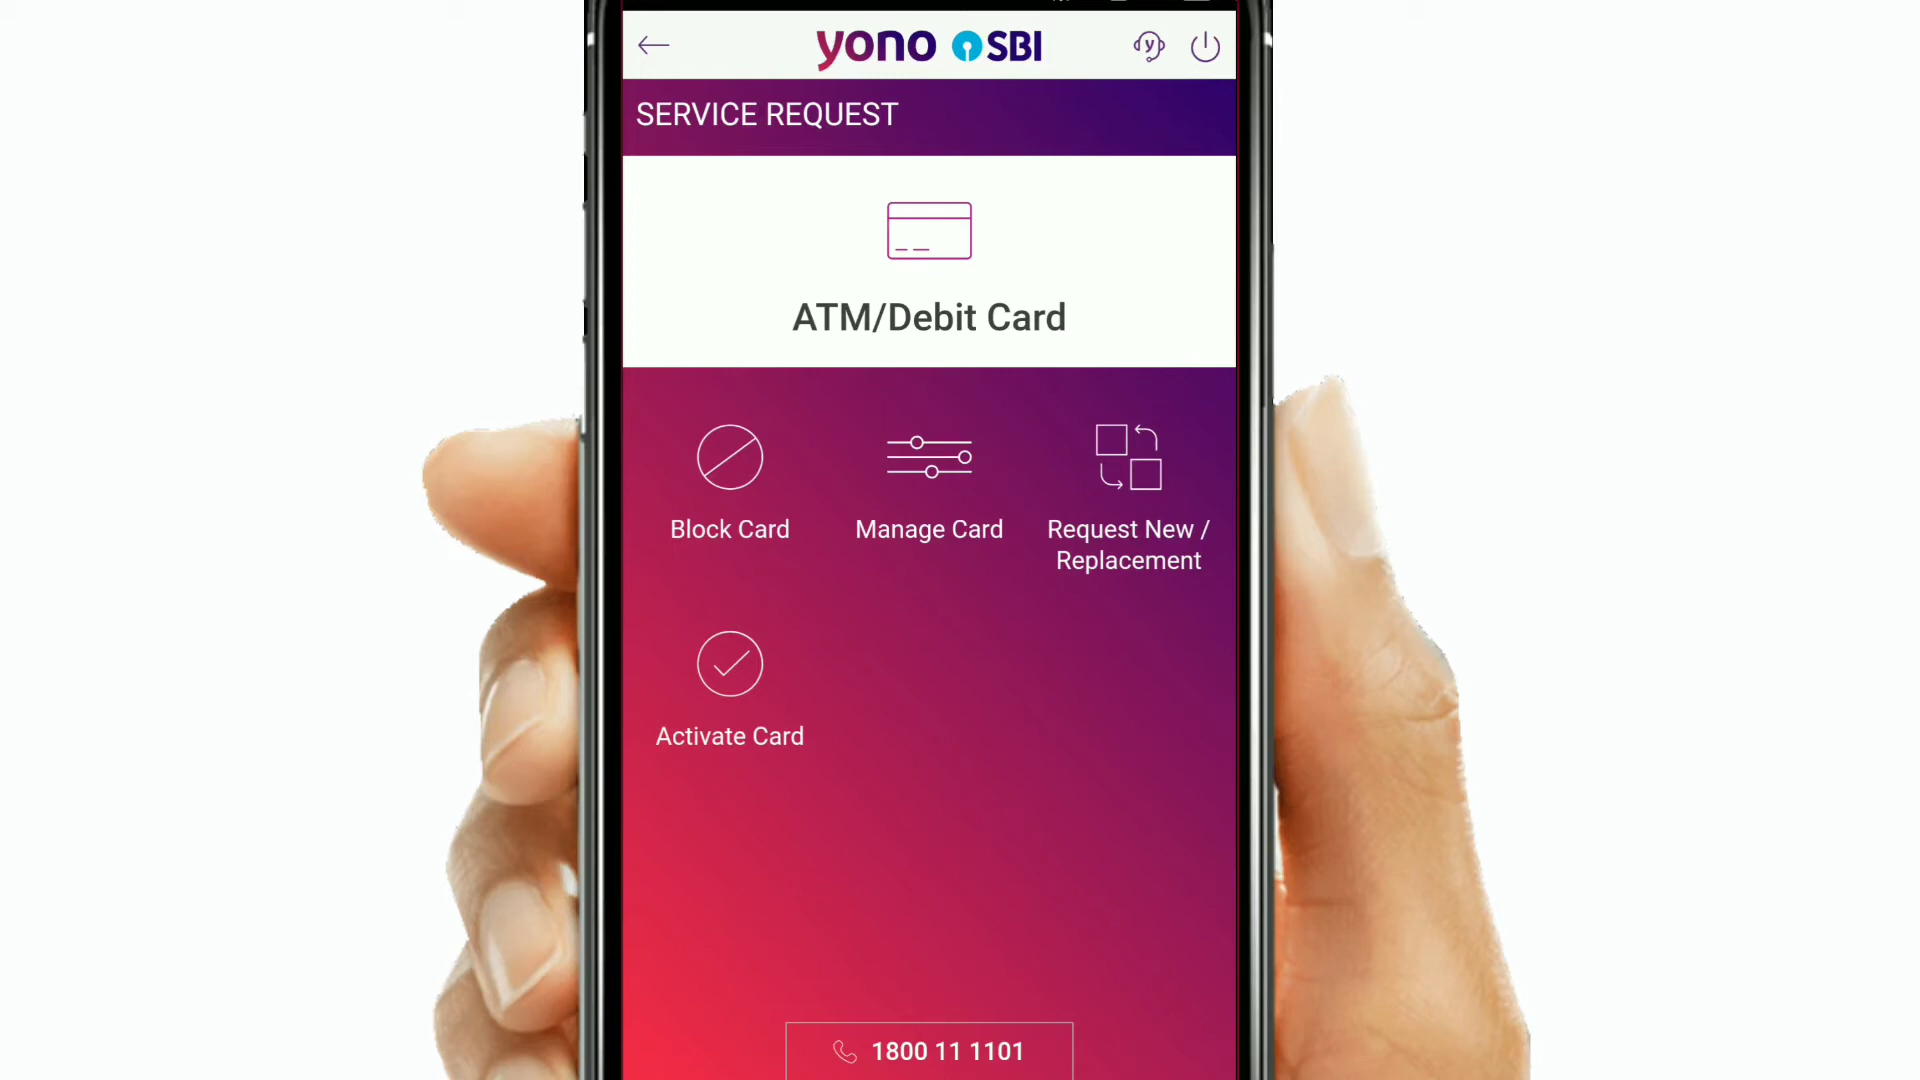 yono SBI
SERVICE REQUEST
ATM/Debit Card
Block Card
Manage Card
Request New /
Replacement
Activate Card
1800 11 1101